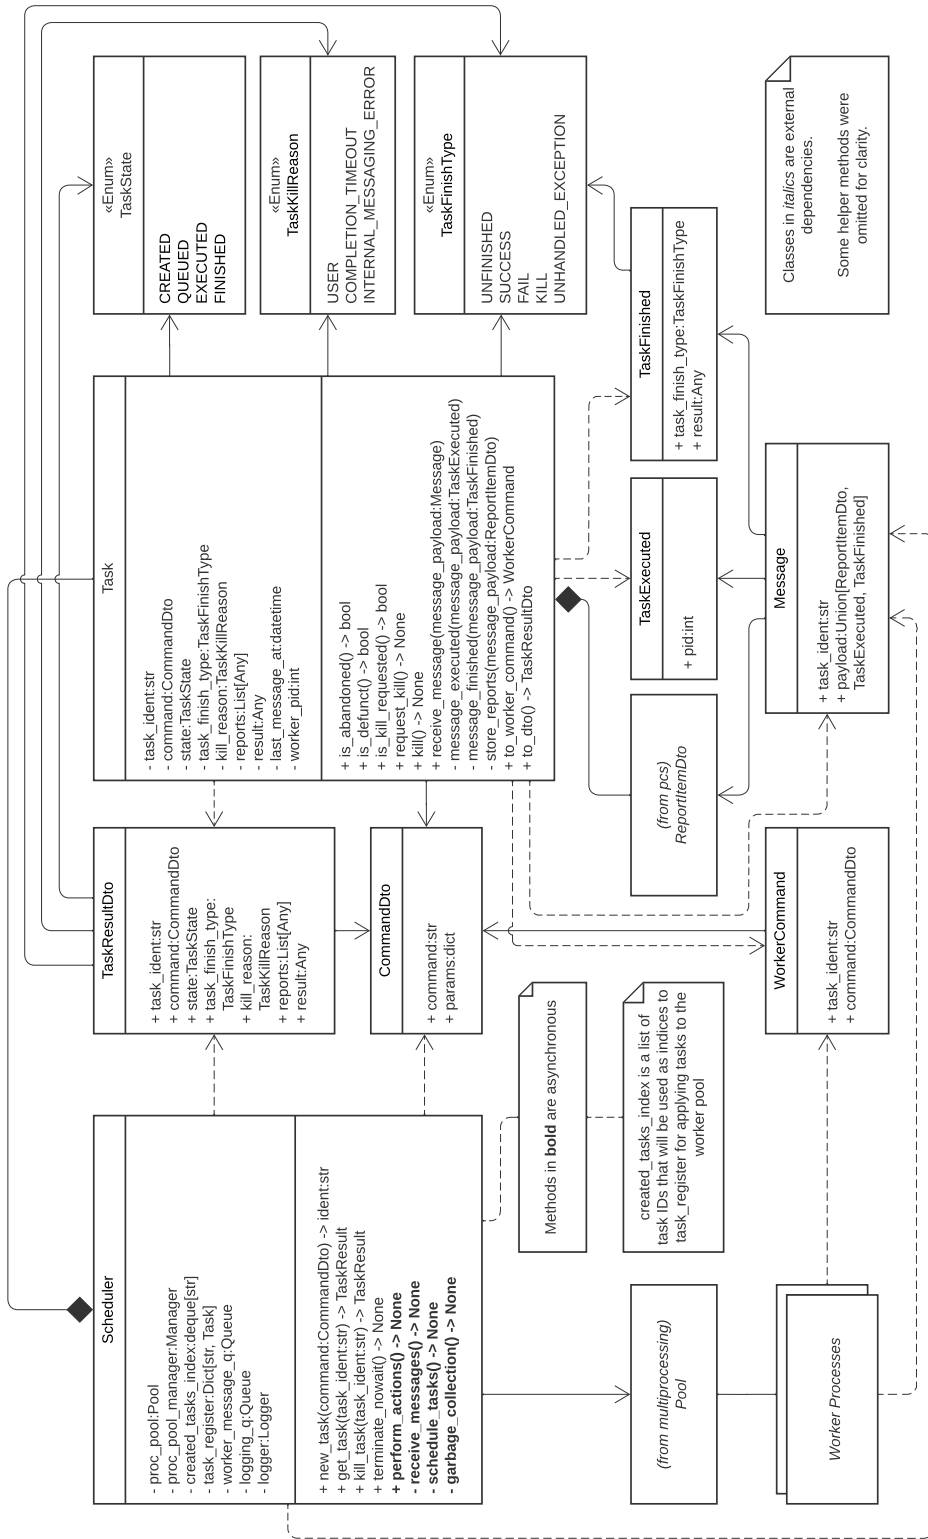 Scheduler
- proc_pool:Pool
- proc_pool_manager:Manager
- created_tasks_index:deque[str]
- task_register:Dict[str, Task]
- worker_message_q:Queue
- logging_q:Queue
- logger:Logger
+ new_task(command:CommandDto) -> ident:str
+ get_task(task_ident:str) -> TaskResult
+ kill_task(task_ident:str) -> TaskResult
+ terminate_nowait() -> None
+ perform_actions() -> None
- receive_messages() -> None
- schedule_tasks() -> None
- garbage_collection() -> None
(from multiprocessing)
Pool
Worker Processes
Methods in bold are asynchronous
created_tasks_index is a list of
task IDs that will be used as indices to
task_register for applying tasks to the
worker pool
TaskResultDto
+ task_ident:str
+ command:CommandDto
+ state:TaskState
+ task_finish_type:
TaskFinishType
+ kill_reason:
TaskKillReason
+ reports:List[Any]
+ result:Any
CommandDto
+ command:str
+ params:dict
WorkerCommand
+ task_ident:str
+ command:CommandDto
Task
- task_ident:str
- command:CommandDto
- state:TaskState
- task_finish_type:TaskFinishType
- kill_reason:TaskKillReason
- reports:List[Any]
- result:Any
- last_message_at:datetime
- worker_pid:int
+ is_abandoned() -> bool
+ is_defunct() -> bool
+ is_kill_requested() -> bool
+ request_kill() -> None
+ kill() -> None
+ receive_message(message_payload:Message)
- message_executed(message_payload:TaskExecuted)
- message_finished(message_payload:TaskFinished)
- store_reports(message_payload:ReportItemDto)
+ to_worker_command() -> WorkerCommand
+ to_dto() -> TaskResultDto
(from pcs)
ReportItemDto
TaskExecuted
+ pid:int
TaskFinished
+ task_finish_type:TaskFinishType
+ result:Any
Message
+ task_ident:str
+ payload:Union[ReportItemDto,
TaskExecuted, TaskFinished]
«Enum»
TaskState
CREATED
QUEUED
EXECUTED
FINISHED
«Enum»
TaskKillReason
USER
COMPLETION_TIMEOUT
INTERNAL_MESSAGING_ERROR
«Enum»
TaskFinishType
UNFINISHED
SUCCESS
FAIL
KILL
UNHANDLED_EXCEPTION
Classes in italics are external
dependencies.
Some helper methods were
omitted for clarity.